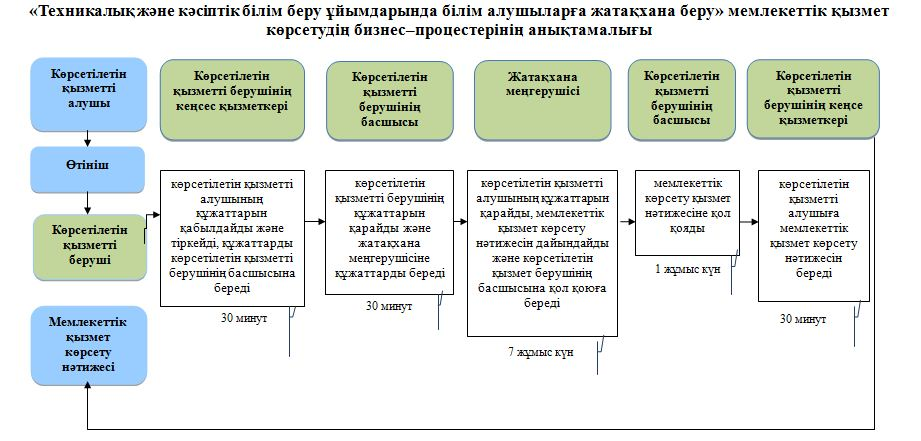 «Техникалық және кәсіптік білім беру ұйымдарында білім алушыларға жатақхана беру» мемлекеттік қызмет
көрсетудің бизнес–процестерінің анықтамалығы
Көрсетілетін
қызметті
алушы
Көрсетілетін
қызметті берушінің
кеңсес қызметкері
Көрсетілетін
қызметті
берушінің
басшысы
Жатақхана
меңгерушісі
Көрсетілетін
қызметті
берушінің
басшысы
Көрсетілетін
қызметті
берушінің кеңсе
қызметкері
Өтініш
Көрсетілетін
қызметті
беруші
көрсетілетін қызметті
алушының
құжаттарын
қабылдайды және
тіркейді, құжаттарды
көрсетілетін қызметті
берушінің басшысына
береді
30 минут
көрсетілетін
қызметті берушінің
құжаттарын
қарайды және
жатақхана
меңгерушісіне
құжаттарды береді
30 минут
көрсетілетін қызметті
алушының құжаттарын
қарайды, мемлекеттік
қызмет көрсету
нәтижесін дайындайды
және көрсетілетін
қызмет берушінің
басшысына қол қоюға
береді
7 жұмыс күн
мемлекеттік
көрсету қызмет
нәтижесіне қол
қояды
1 жұмыс күн
көрсетілетін
қызметті
алушыға
мемлекеттік
қызмет көрсету
нәтижесін
береді
30 минут
Мемлекеттік
қызмет
көрсету
нәтижесі